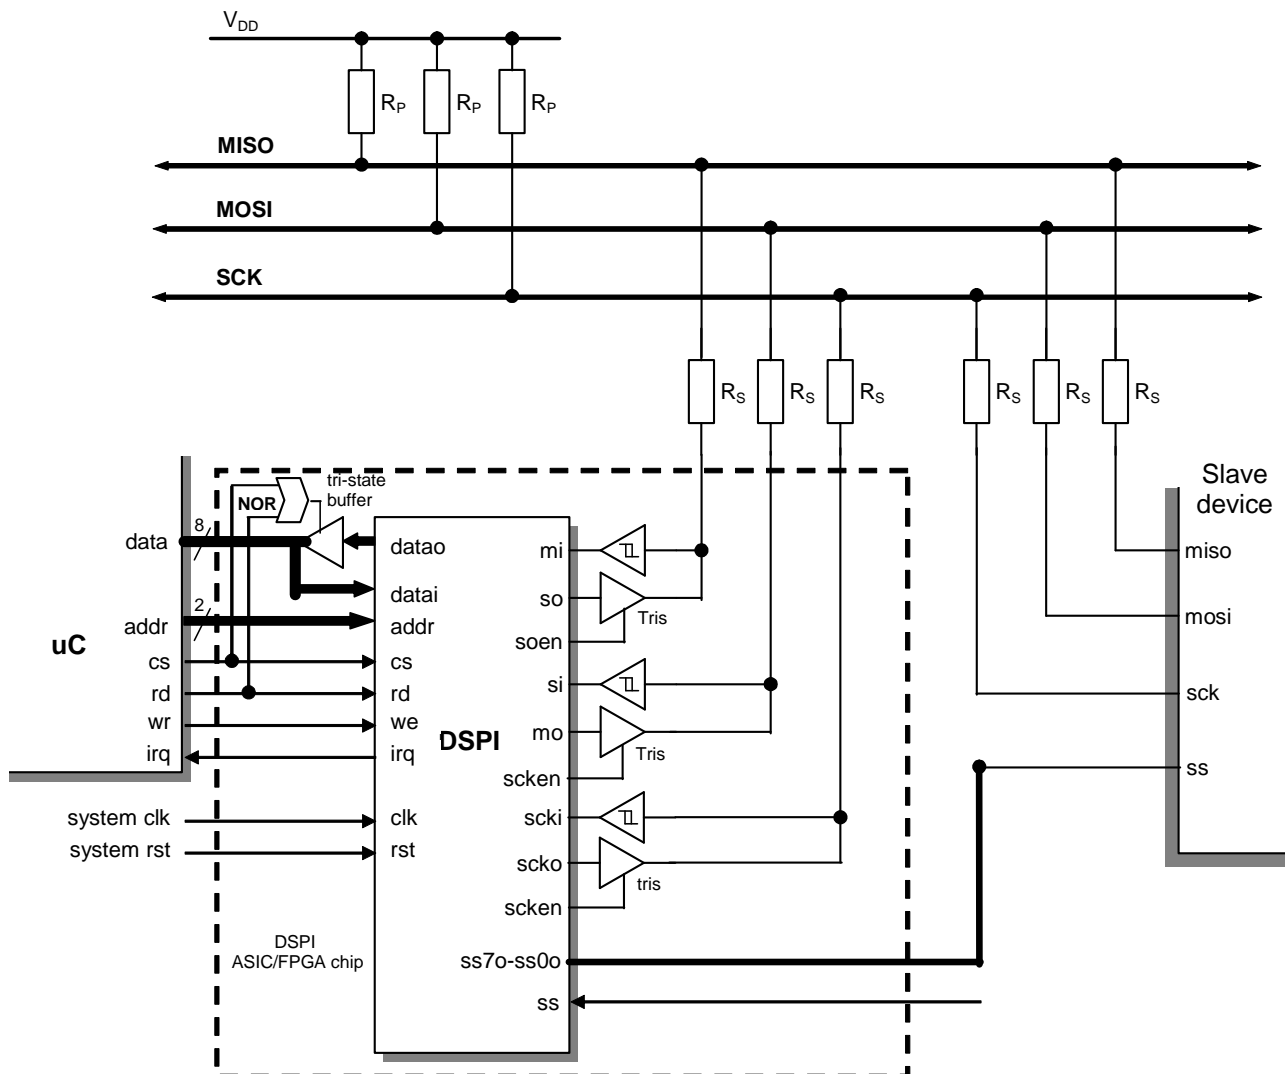 VDD
RP RP RP
MISO
MOSI
SCK
RS RS RS RS RS RS
Slave
device
tri-state
buffer
NOR
8
data
datao
mi
miso
datai
so
Tris
2
addr
addr
soen
mosi
uC
cs
cs
si
rd
rd
sck
wr
we
mo
DSPI
irq
irq
Tris
scken
ss
system clk
clk
scki
system rst
rst
scko
tris
scken
DSPI
ASIC/FPGA chip
ss7o-ss0o
ss